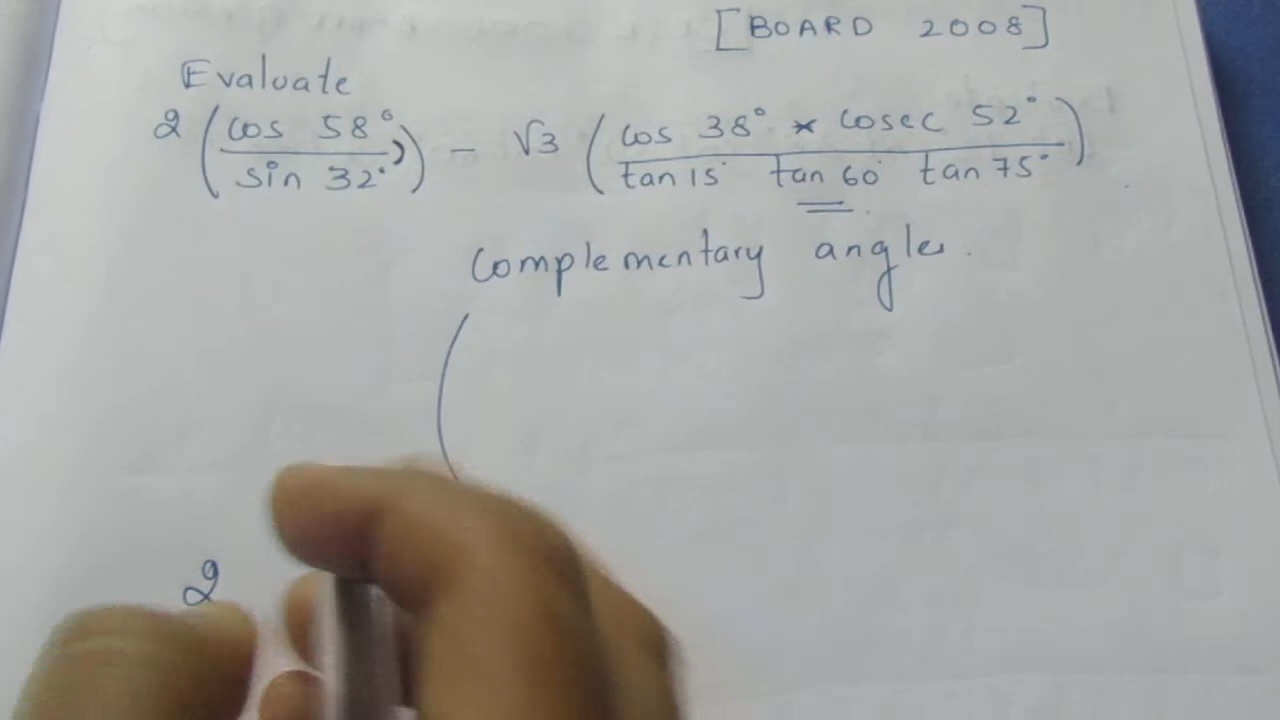 [BOARD 2008]
Evaluate
2 (cos 58° / sin 32°) - √3 (cos 38° * cosec 52° / tan 15° tan 60° tan 75°)
complementary angles.
(
2